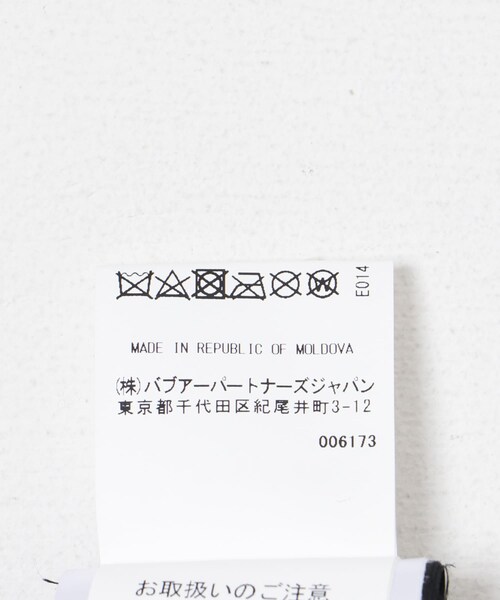 E014
MADE IN REPUBLIC OF MOLDOVA
(株)バブアーパートナーズジャパン
東京都千代田区紀尾井町3-12
006173
お取扱いのご注意